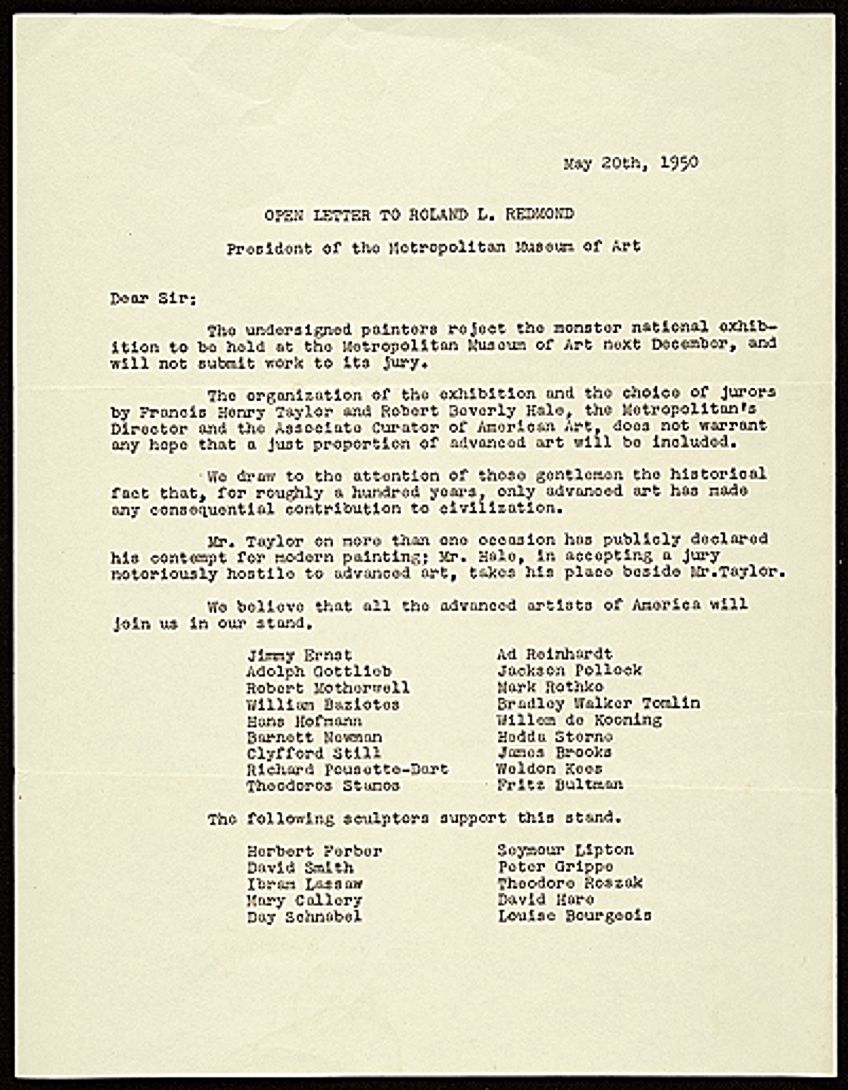 May 20th, 1950
OPEN LETTER TO ROLAND L. REDMOND
President of the Metropolitan Museum of Art
Dear Sir:
The undersigned painters reject the monster national exhib-
ition to be held at the Metropolitan Museum of Art next December, and
will not submit work to its jury.
The organization of the exhibition and the choice of jurors
by Francis Henry Taylor and Robert Beverly Hale, the Metropolitan's
Director and the Associate Curator of American Art, does not warrant
any hope that a just proportion of advanced art will be included.
We draw to the attention of those gentlemen the historical
fact that, for roughly a hundred years, only advanced art has made
any consequential contribution to civilization.
Mr. Taylor on more than one occasion has publicly declared
his contempt for modern painting; Mr. Hale, in accepting a jury
notoriously hostile to advanced art, takes his place beside Mr.Taylor.
We believe that all the advanced artists of America will
join us in our stand.
Jimmy Ernst Ad Reinhardt
Adolph Gottlieb Jackson Pollock
Robert Motherwell Mark Rothko
William Baziotes Bradley Walker Tomlin
Hans Hofmann Willem de Kooning
Barnett Newman Hedda Sterne
Clyfford Still James Brooks
Richard Pousette-Dart Weldon Kees
Theodoros Stamos Fritz Bultman
The following sculptors support this stand.
Herbert Ferber Seymour Lipton
David Smith Peter Grippe
Ibram Lassaw Theodore Roszak
Mary Callery David Hare
Day Schnabel Louise Bourgeois